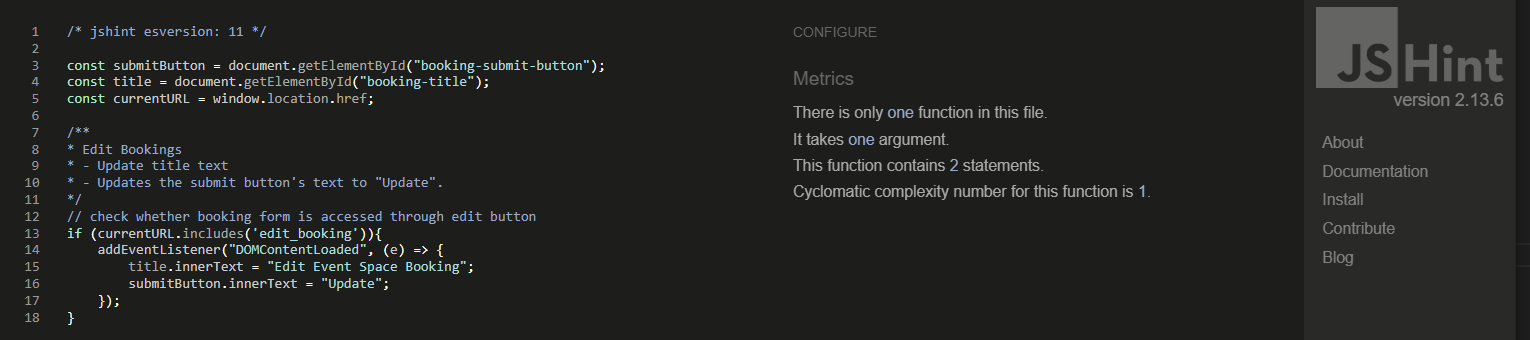 1 /* jshint esversion: 11 */
2
3 const submitButton = document.getElementById("booking-submit-button");
4 const title = document.getElementById("booking-title");
5 const currentURL = window.location.href;
6
7 /**
8 * Edit Bookings
9 * - Update title text
10 * - Updates the submit button's text to "Update".
11 */
12 // check whether booking form is accessed through edit button
13 if (currentURL.includes('edit_booking')){
14     addEventListener("DOMContentLoaded", (e) => {
15         title.innerText = "Edit Event Space Booking";
16         submitButton.innerText = "Update";
17     });
18 }
CONFIGURE
Metrics
There is only one function in this file.
It takes one argument.
This function contains 2 statements.
Cyclomatic complexity number for this function is 1.
JSHint
version 2.13.6
About
Documentation
Install
Contribute
Blog